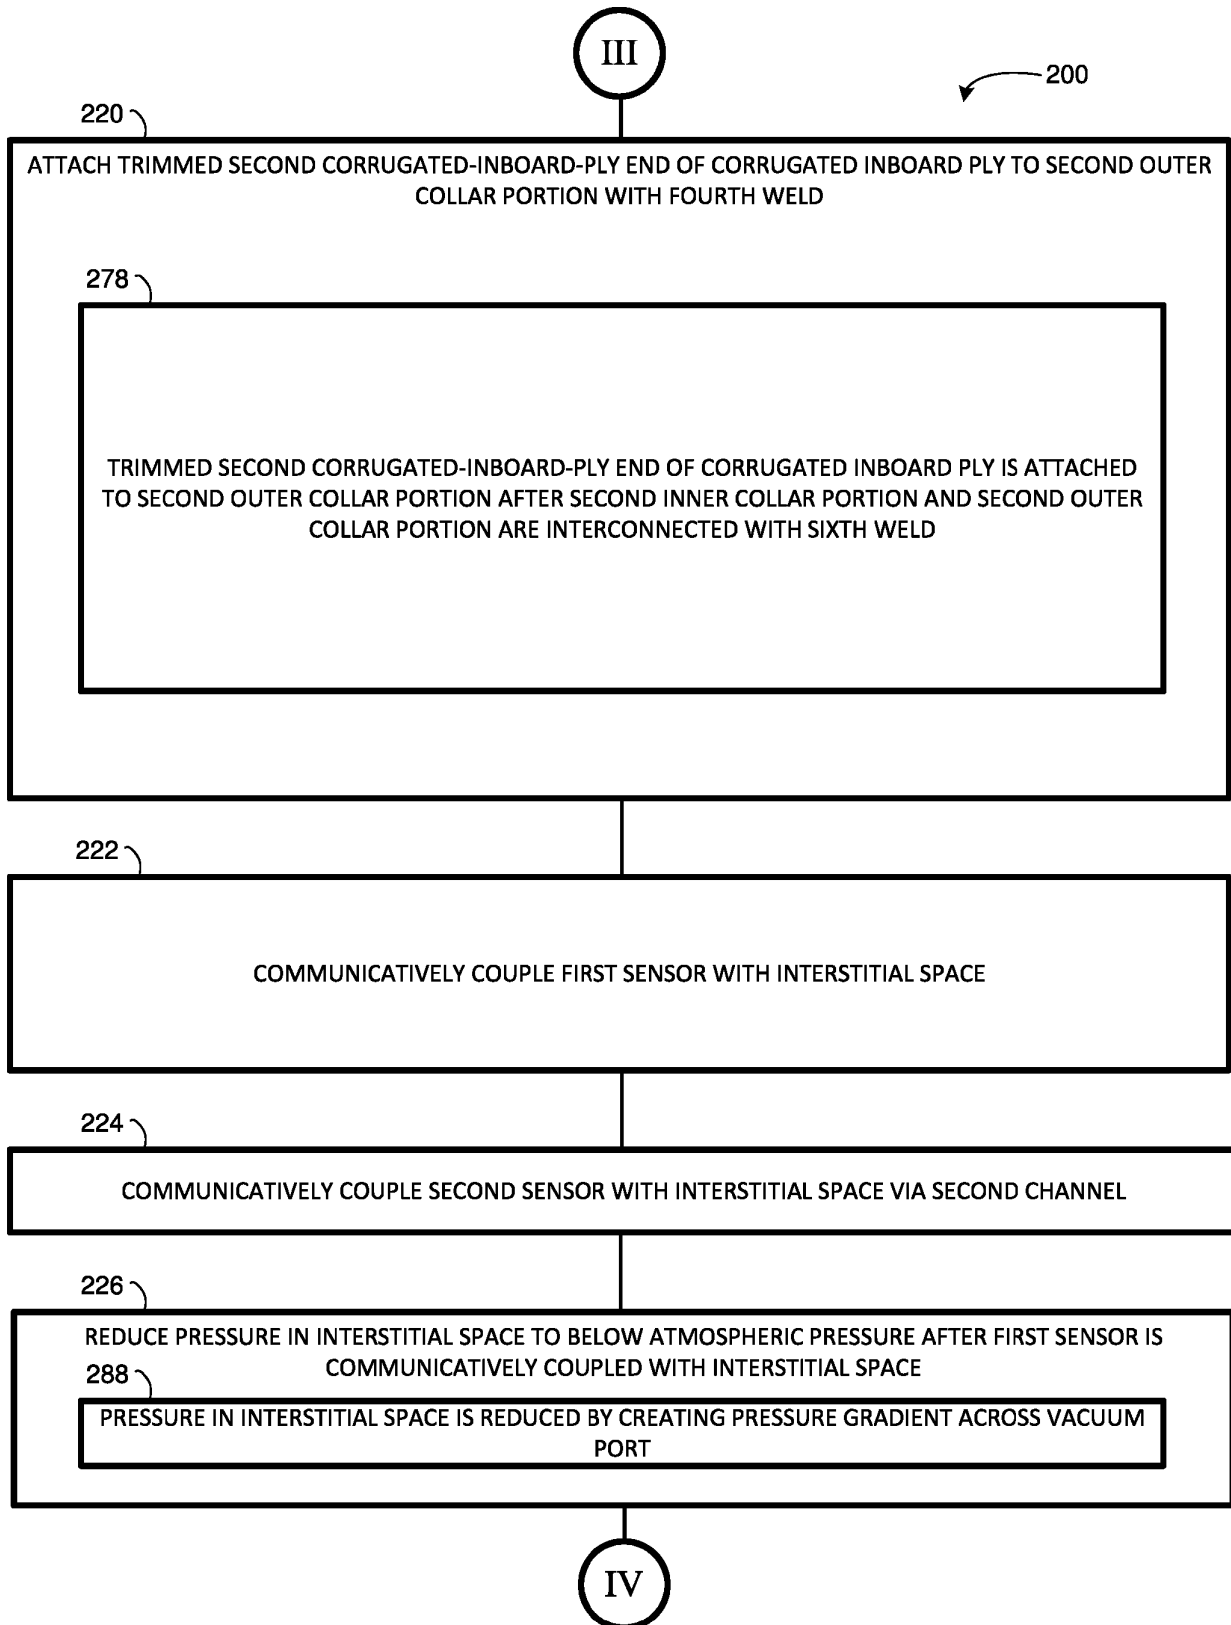 III
200
220
ATTACH TRIMMED SECOND CORRUGATED-INBOARD-PLY END OF CORRUGATED INBOARD PLY TO SECOND OUTER
COLLAR PORTION WITH FOURTH WELD
278
TRIMMED SECOND CORRUGATED-INBOARD-PLY END OF CORRUGATED INBOARD PLY IS ATTACHED
TO SECOND OUTER COLLAR PORTION AFTER SECOND INNER COLLAR PORTION AND SECOND OUTER
COLLAR PORTION ARE INTERCONNECTED WITH SIXTH WELD
222
COMMUNICATIVELY COUPLE FIRST SENSOR WITH INTERSTITIAL SPACE
224
COMMUNICATIVELY COUPLE SECOND SENSOR WITH INTERSTITIAL SPACE VIA SECOND CHANNEL
226
REDUCE PRESSURE IN INTERSTITIAL SPACE TO BELOW ATMOSPHERIC PRESSURE AFTER FIRST SENSOR IS
COMMUNICATIVELY COUPLED WITH INTERSTITIAL SPACE
288
PRESSURE IN INTERSTITIAL SPACE IS REDUCED BY CREATING PRESSURE GRADIENT ACROSS VACUUM
PORT
IV